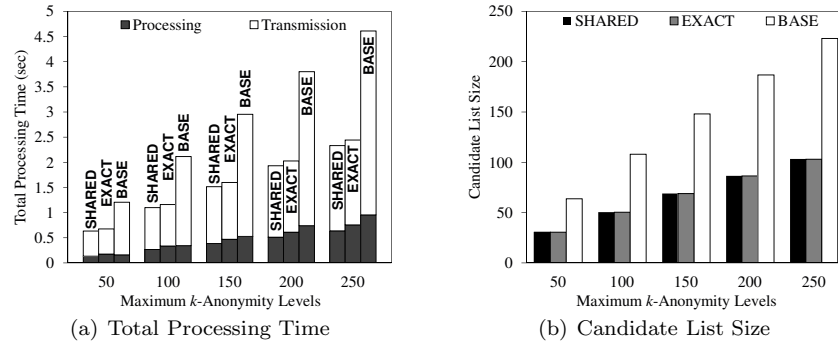 Processing Transmission
5
4.5
4
3.5
3
2.5
2
1.5
1
0.5
0
Total Processing Time (sec)
SHARED EXACT BASE
SHARED EXACT BASE
SHARED EXACT BASE
SHARED EXACT BASE
SHARED EXACT BASE
50 100 150 200 250
Maximum k-Anonymity Levels
(a) Total Processing Time
SHARED EXACT BASE
250
200
150
100
50
0
Candidate List Size
50 100 150 200 250
Maximum k-Anonymity Levels
(b) Candidate List Size